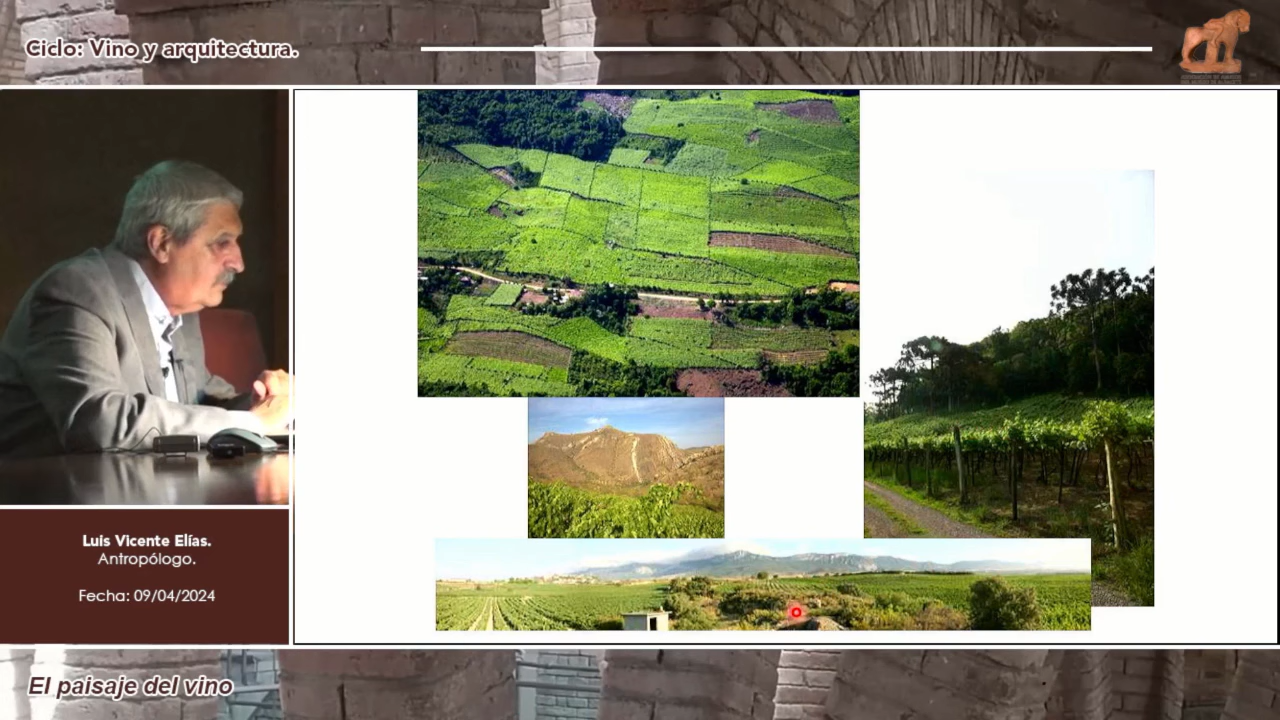 Ciclo: Vino y arquitectura.
Luis Vicente Elías.
Antropólogo.
Fecha: 09/04/2024
El paisaje del vino